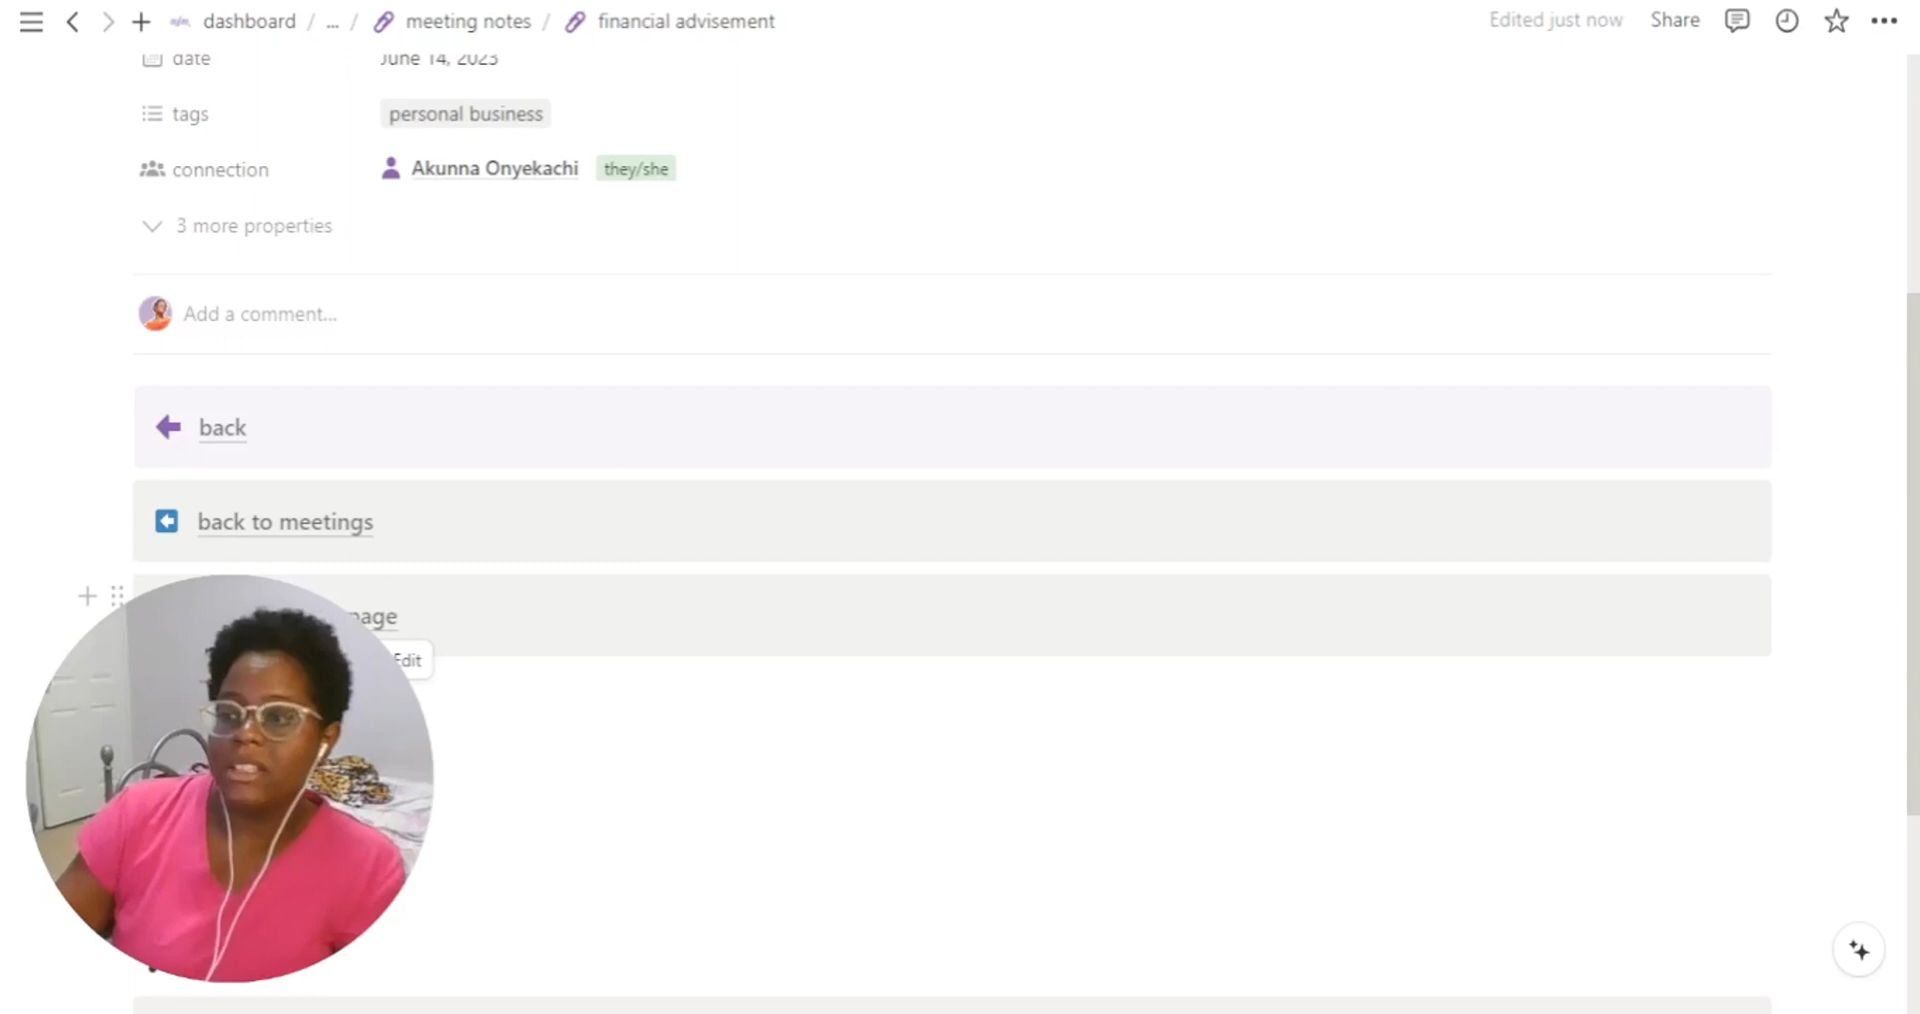 dashboard / ... / meeting notes / financial advisement
Edited just now Share
date June 14, 2023
tags personal business
connection Akunna Onyekachi they/she
3 more properties
Add a comment...
back
back to meetings
page
Edit